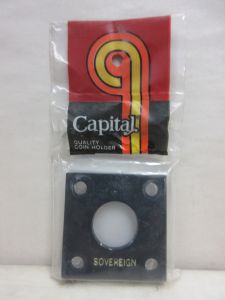 Capital
QUALITY
COIN HOLDER
SOVEREIGN